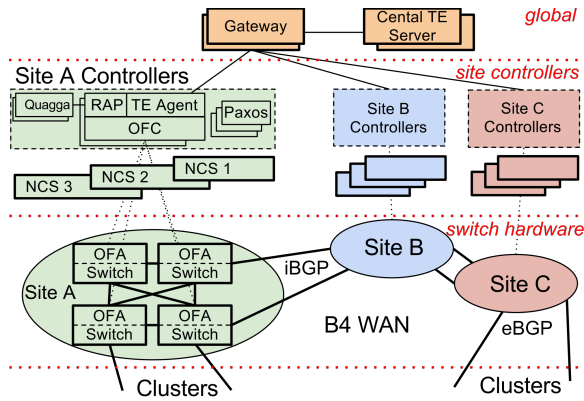 global
Gateway
Cental TE
Server
site controllers
Site A Controllers
Quagga
RAP
TE Agent
Paxos
OFC
Site B
Controllers
Site C
Controllers
NCS 1
NCS 2
NCS 3
switch hardware
OFA
Switch
OFA
Switch
iBGP
Site B
Site A
Site C
OFA
Switch
OFA
Switch
B4 WAN
eBGP
Clusters
Clusters